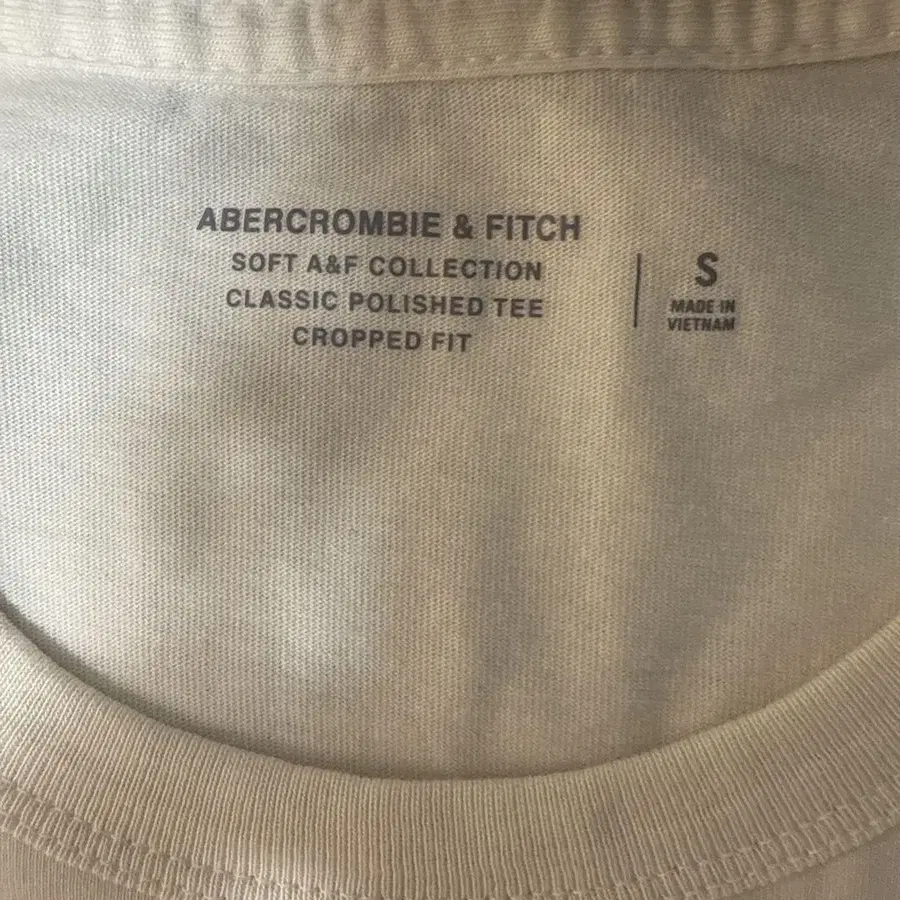 ABERCROMBIE & FITCH
SOFT A&F COLLECTION
CLASSIC POLISHED TEE
CROPPED FIT
S
MADE IN
VIETNAM